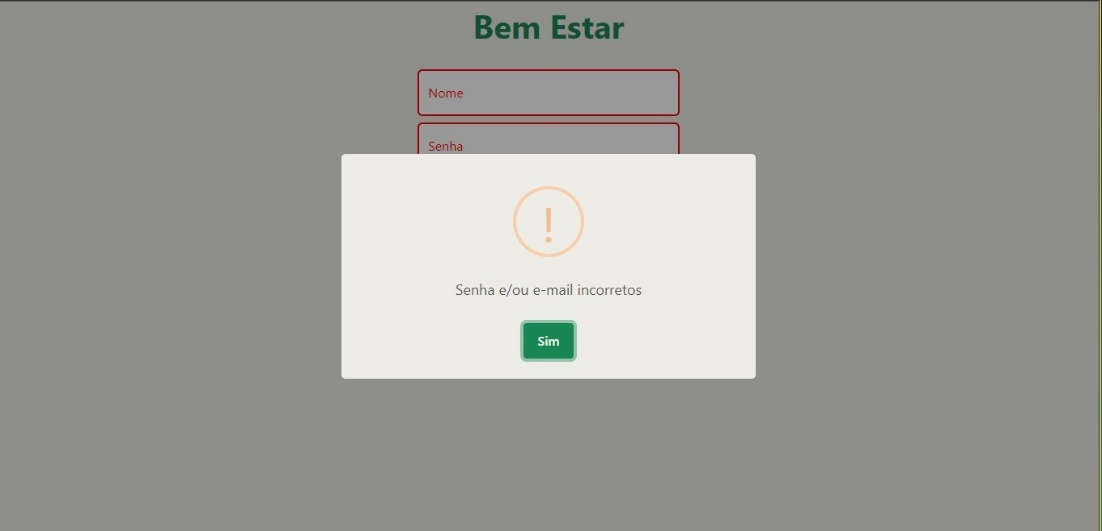 Bem Estar
Nome
Senha
!
Senha e/ou e-mail incorretos
Sim